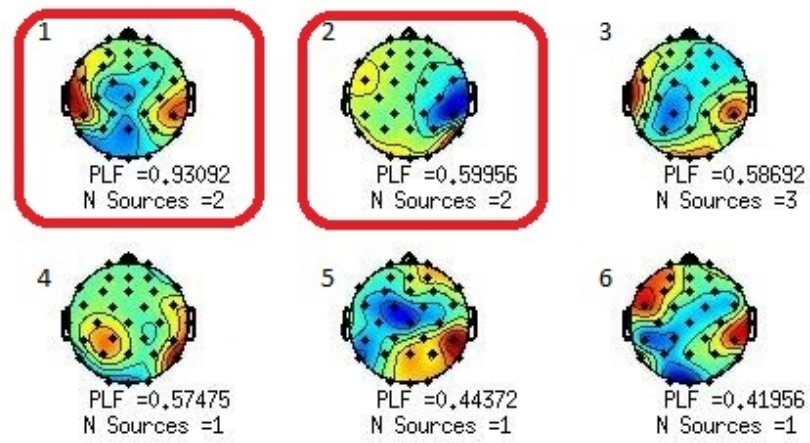 1 2 3
PLF =0.93092 PLF =0.59956 PLF =0.58692
N Sources =2 N Sources =2 N Sources =3
4 5 6
PLF =0.57475 PLF =0.44372 PLF =0.41956
N Sources =1 N Sources =1 N Sources =1